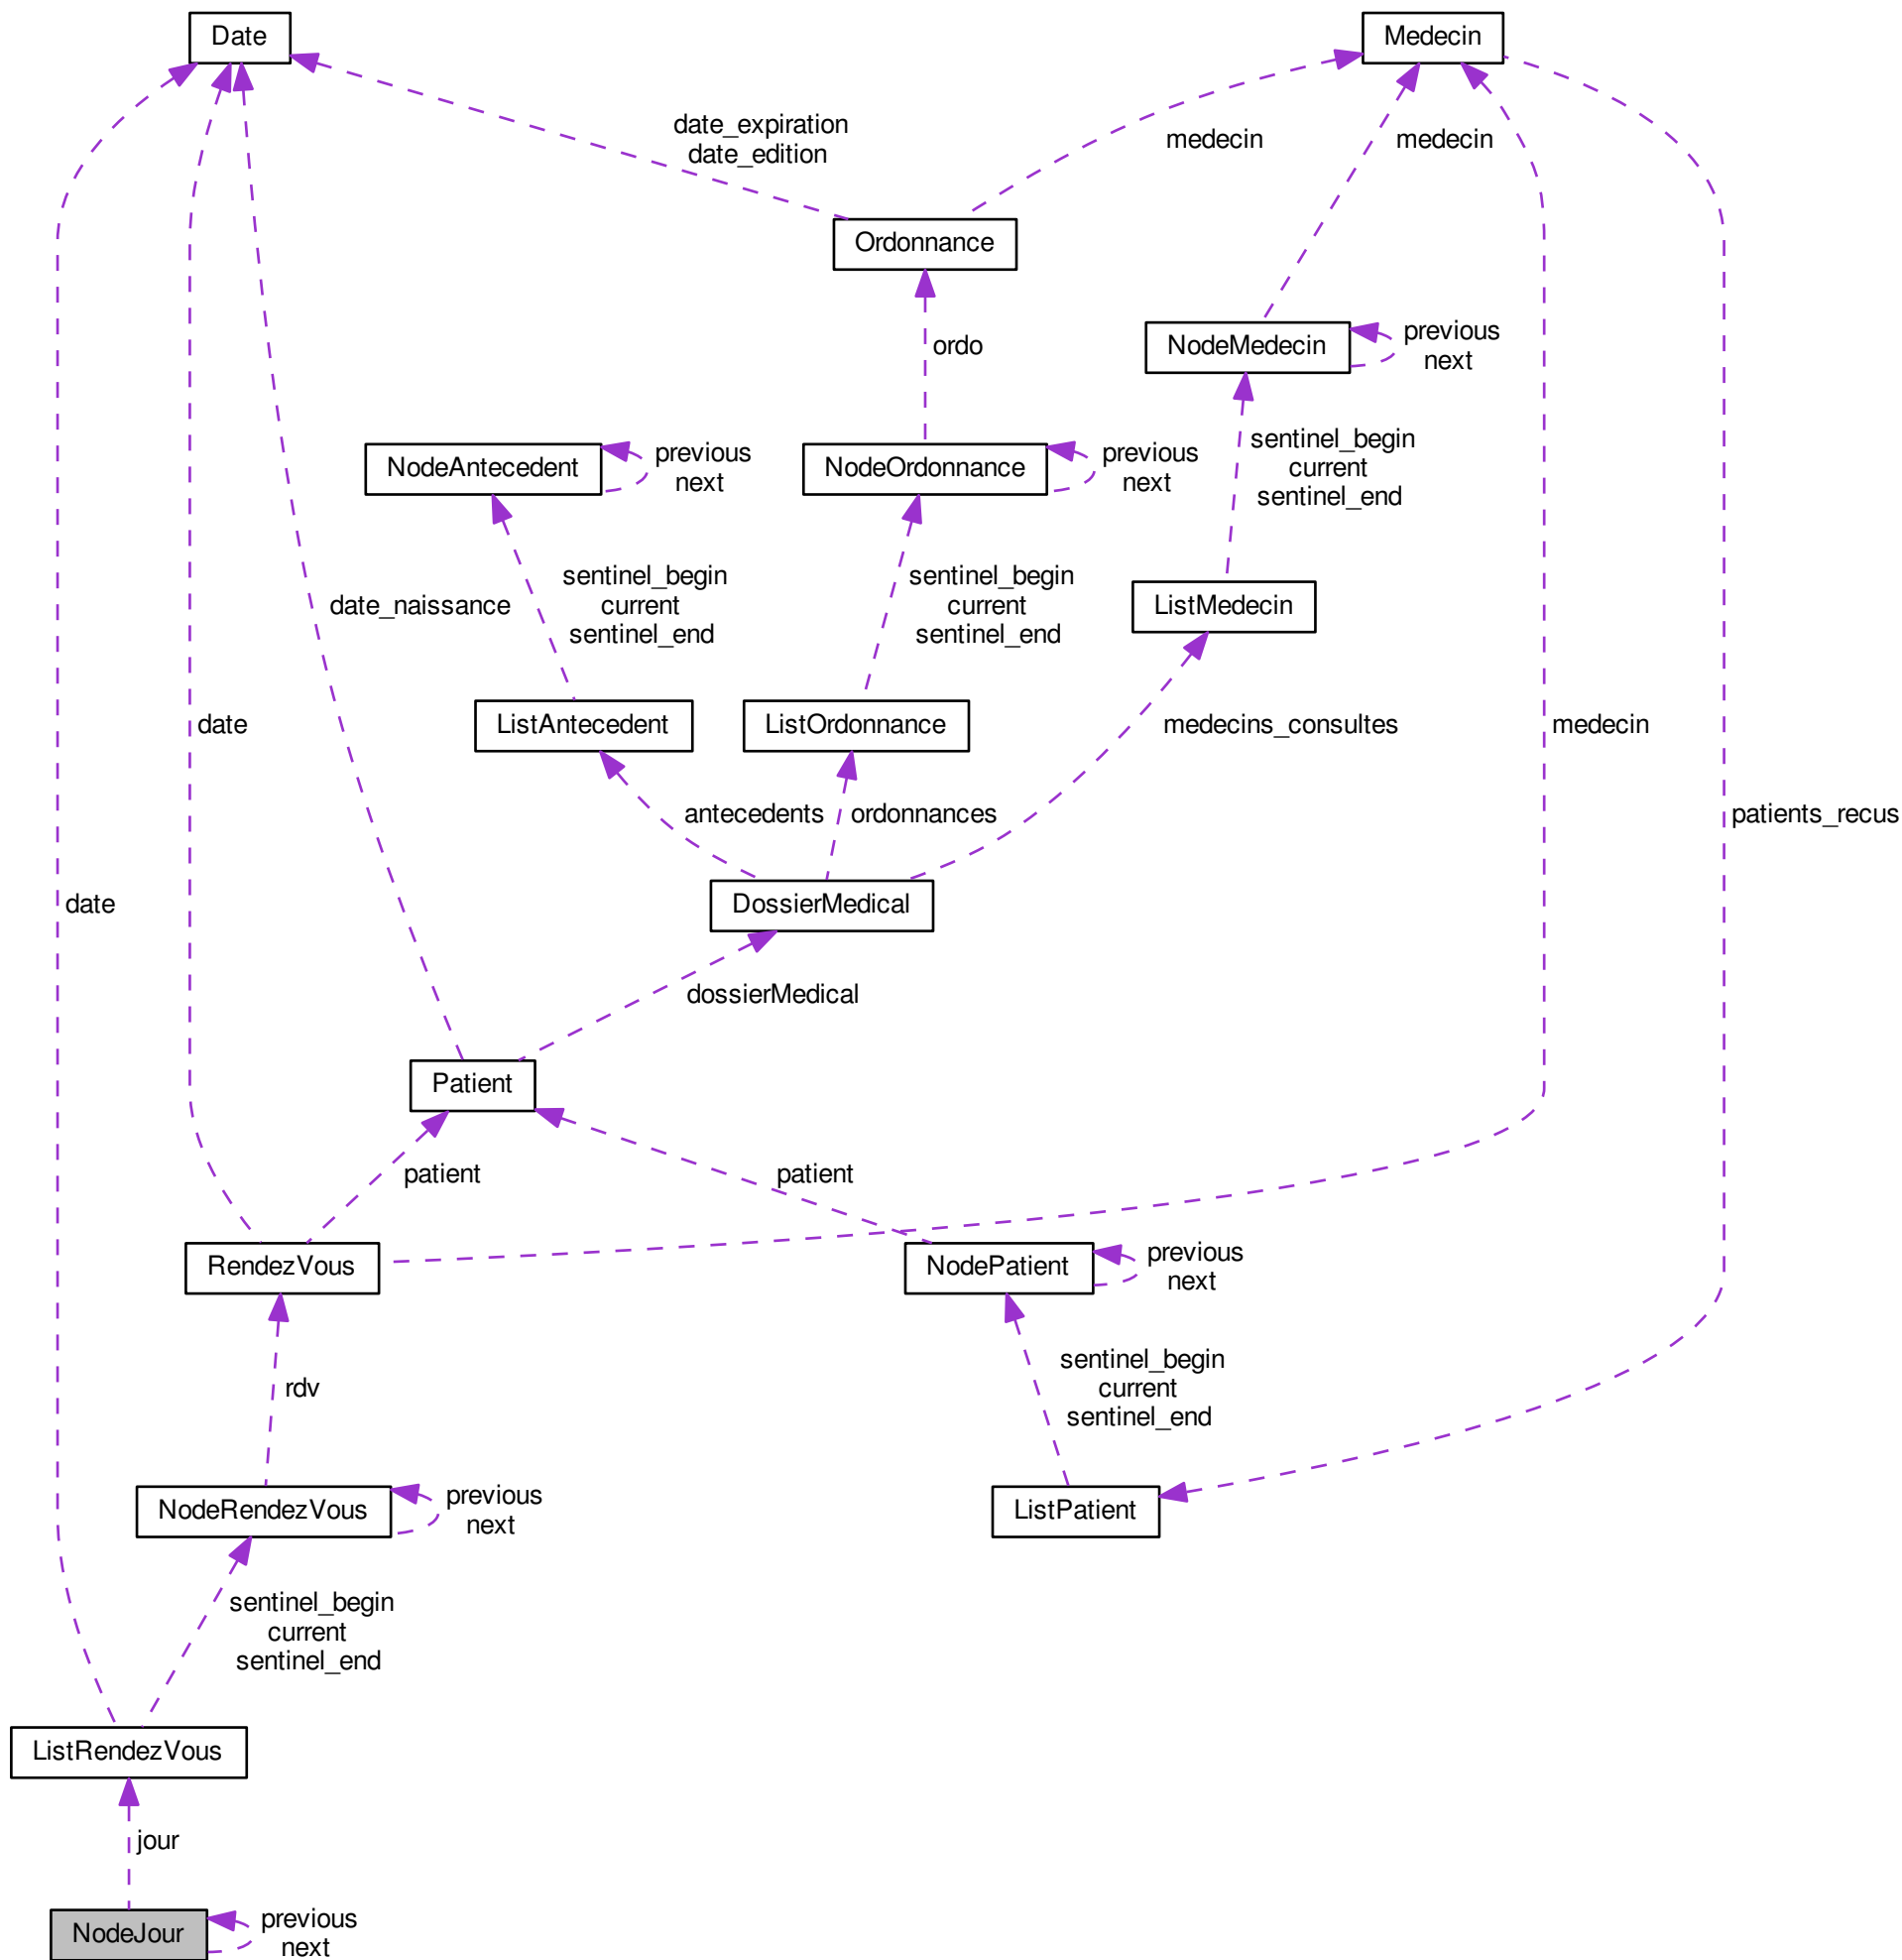 Date
Medecin
date_expiration
date_edition
medecin
medecin
Ordonnance
NodeMedecin
previous
next
ordo
sentinel_begin
current
sentinel_end
NodeAntecedent
previous
next
NodeOrdonnance
previous
next
sentinel_begin
current
sentinel_end
sentinel_begin
current
sentinel_end
date_naissance
ListMedecin
date
ListAntecedent
ListOrdonnance
medecins_consultes
medecin
antecedents
ordonnances
patients_recus
date
DossierMedical
dossierMedical
Patient
patient
patient
RendezVous
NodePatient
previous
next
sentinel_begin
current
sentinel_end
rdv
NodeRendezVous
previous
next
ListPatient
sentinel_begin
current
sentinel_end
ListRendezVous
jour
NodeJour
previous
next